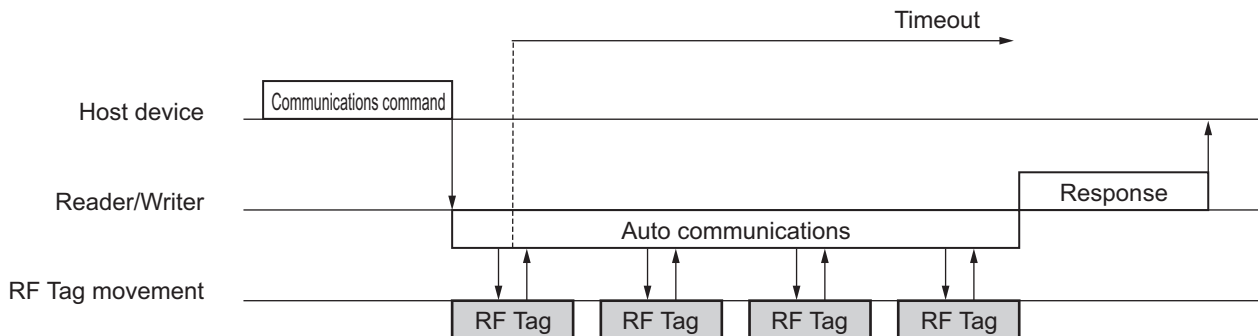 Timeout
Communications command
Host device
Reader/Writer
Response
Auto communications
RF Tag movement
RF Tag
RF Tag
RF Tag
RF Tag